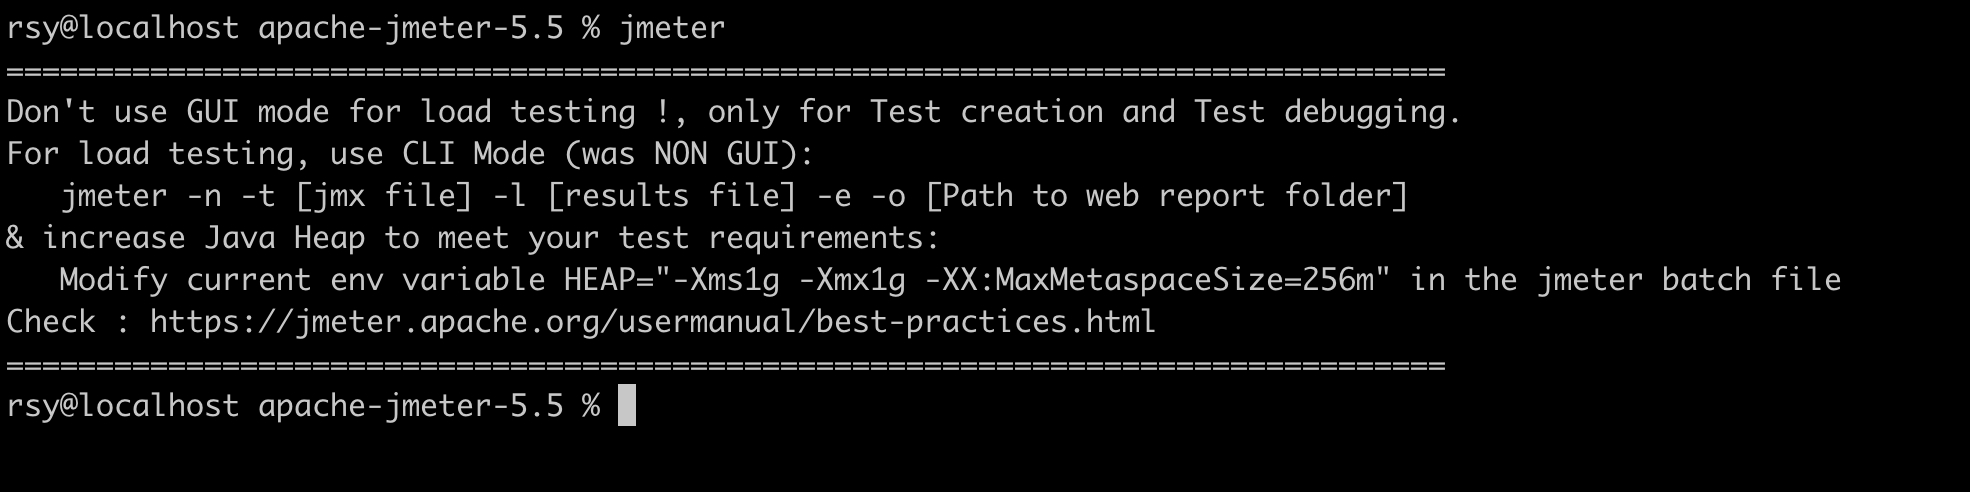 rsy@localhost apache-jmeter-5.5 % jmeter
================================================================================
Don't use GUI mode for load testing !, only for Test creation and Test debugging.
For load testing, use CLI Mode (was NON GUI):
   jmeter -n -t [jmx file] -l [results file] -e -o [Path to web report folder]
& increase Java Heap to meet your test requirements:
   Modify current env variable HEAP="-Xms1g -Xmx1g -XX:MaxMetaspaceSize=256m" in the jmeter batch file
Check : https://jmeter.apache.org/usermanual/best-practices.html
================================================================================
rsy@localhost apache-jmeter-5.5 %